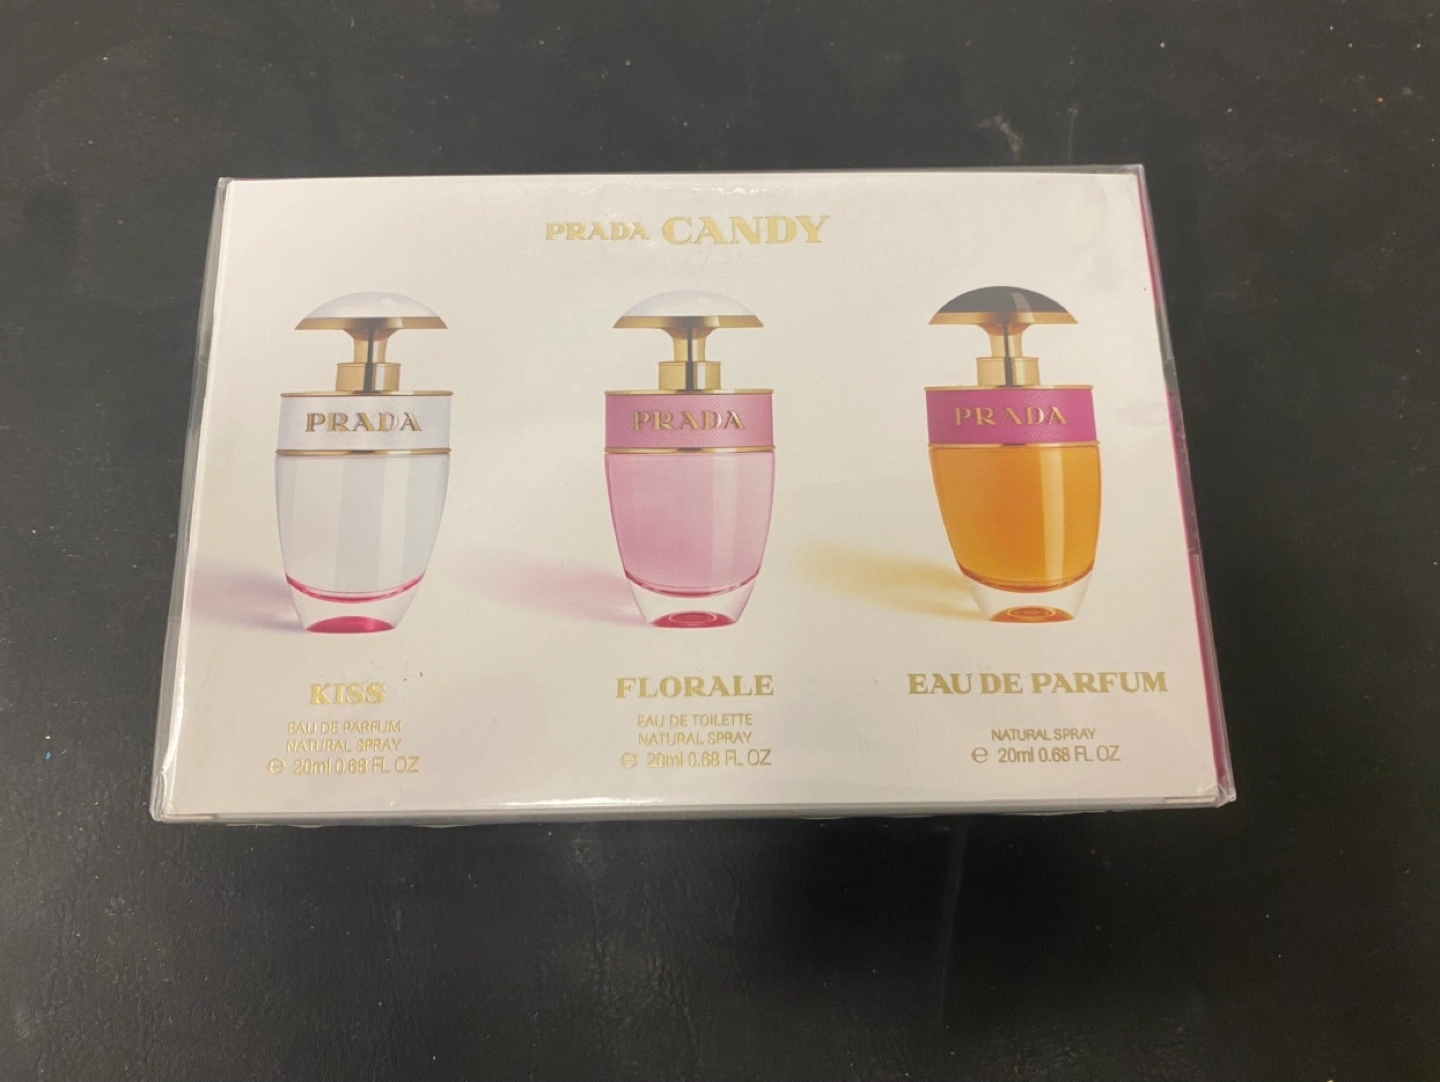 PRADA CANDY
PRADA
PRADA
PRADA
KISS
EAU DE PARFUM
NATURAL SPRAY
℮ 20ml 0.68 FL OZ
FLORALE
EAU DE TOILETTE
NATURAL SPRAY
℮ 20ml 0.68 FL OZ
EAU DE PARFUM
NATURAL SPRAY
℮ 20ml 0.68 FL OZ